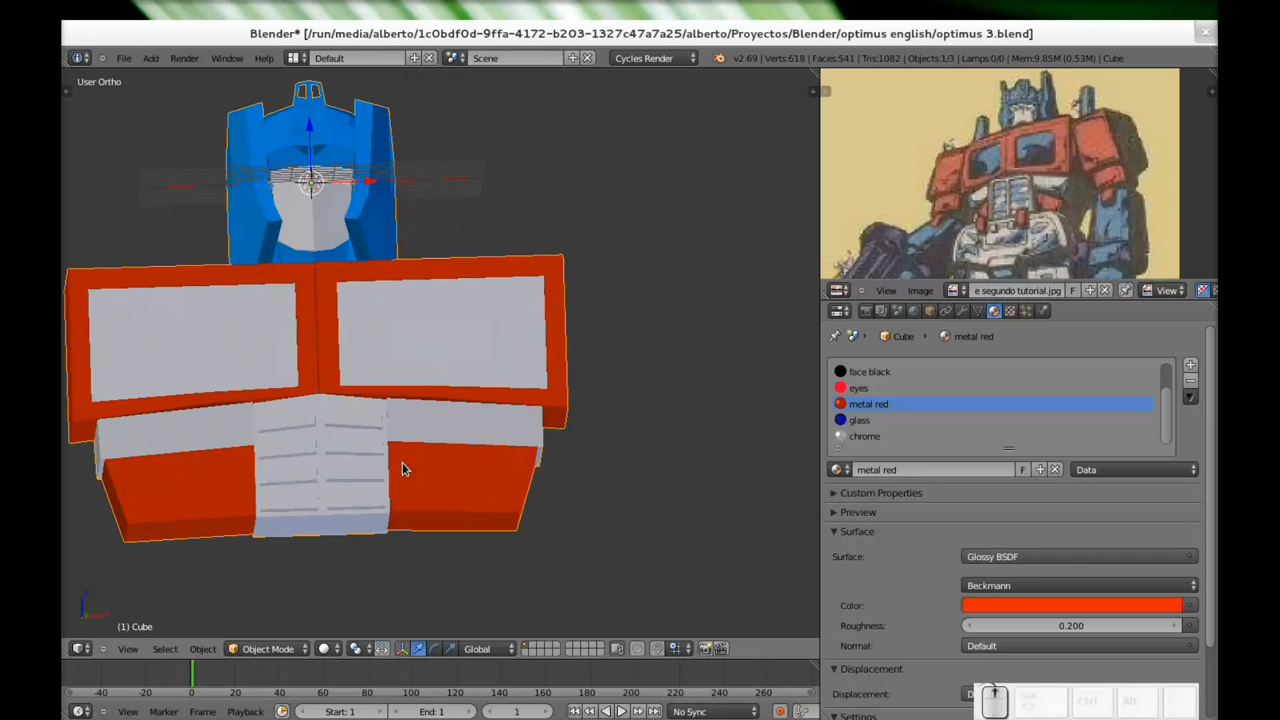 Blender* [/run/media/alberto/1c0bdf0d-9ffa-4172-b203-1327c47a7a25/alberto/Proyectos/Blender/optimus english/optimus 3.blend]
File Add Render Window Help Default Scene Cycles Render v2.69 | Verts:618 | Faces:541 | Tris:1082 | Objects:1/3 | Lamps:0/0 | Mem:9.85M (0.53M) | Cube
User Ortho
View Image e segundo tutorial.jpg F View
Cube metal red
face black
eyes
metal red
glass
chrome
metal red F Data
Custom Properties
Preview
Surface
Surface: Glossy BSDF
Beckmann
Color:
Roughness: 0.200
Normal: Default
Displacement
Displacement: D
Settings
(1) Cube
View Select Object Object Mode Global
-40 -20 0 20 40 60 80 100 120 140 160 180 200 220 240 260
View Marker Frame Playback Start: 1 End: 1 1 No Sync
Ctrl Alt